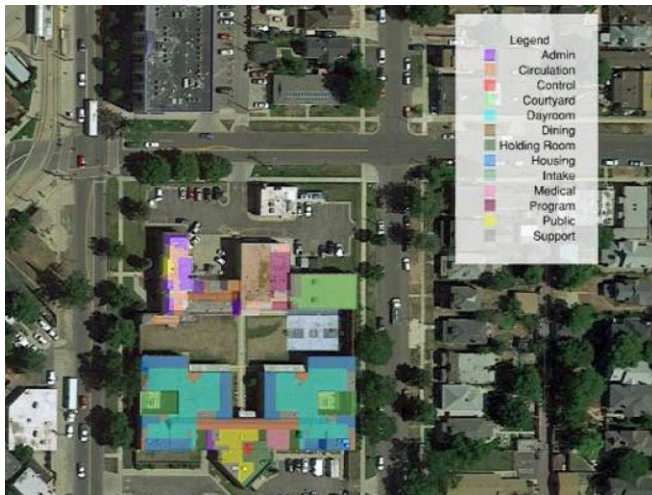 Legend
Admin
Circulation
Control
Courtyard
Dayroom
Dining
Holding Room
Housing
Intake
Medical
Program
Public
Support